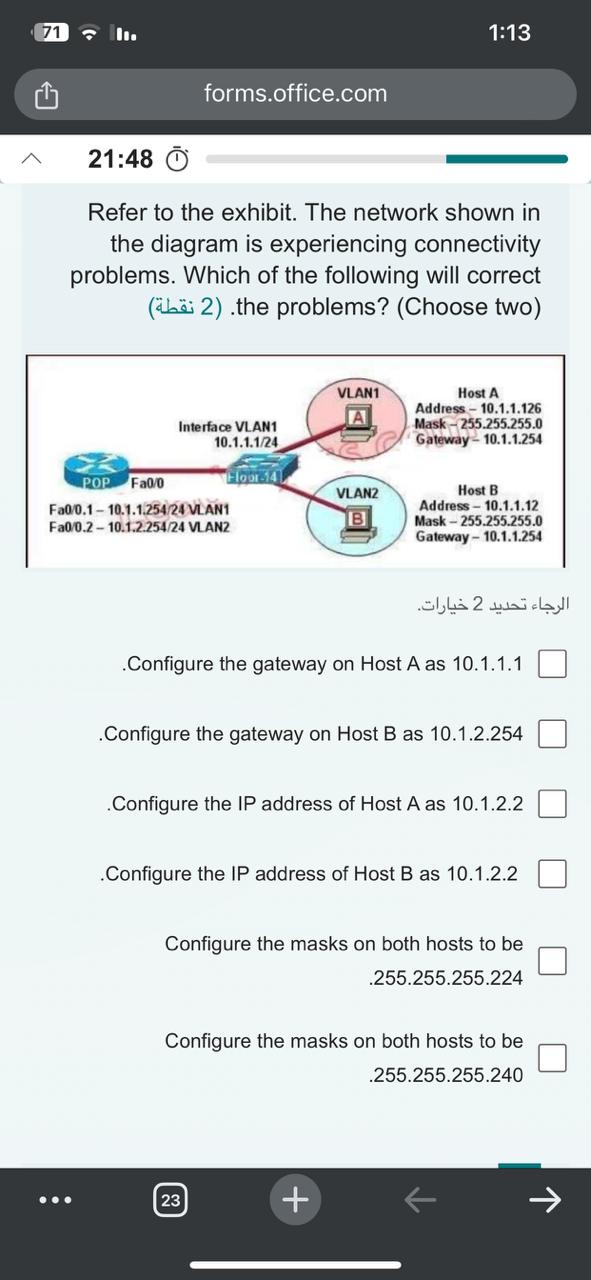 71
1:13
forms.office.com
21:48
Refer to the exhibit. The network shown in
the diagram is experiencing connectivity
problems. Which of the following will correct
(2 نقطة) .the problems? (Choose two)
VLAN1
Host A
Address – 10.1.1.126
Mask – 255.255.255.0
Gateway – 10.1.1.254
A
Interface VLAN1
10.1.1.1/24
POP
Fa0/0
Floor-14
Fa0/0.1 – 10.1.1.254/24 VLAN1
Fa0/0.2 – 10.1.2.254/24 VLAN2
VLAN2
B
Host B
Address – 10.1.1.12
Mask – 255.255.255.0
Gateway – 10.1.1.254
الرجاء تحديد 2 خيارات.
.Configure the gateway on Host A as 10.1.1.1
.Configure the gateway on Host B as 10.1.2.254
.Configure the IP address of Host A as 10.1.2.2
.Configure the IP address of Host B as 10.1.2.2
Configure the masks on both hosts to be
.255.255.255.224
Configure the masks on both hosts to be
.255.255.255.240
23